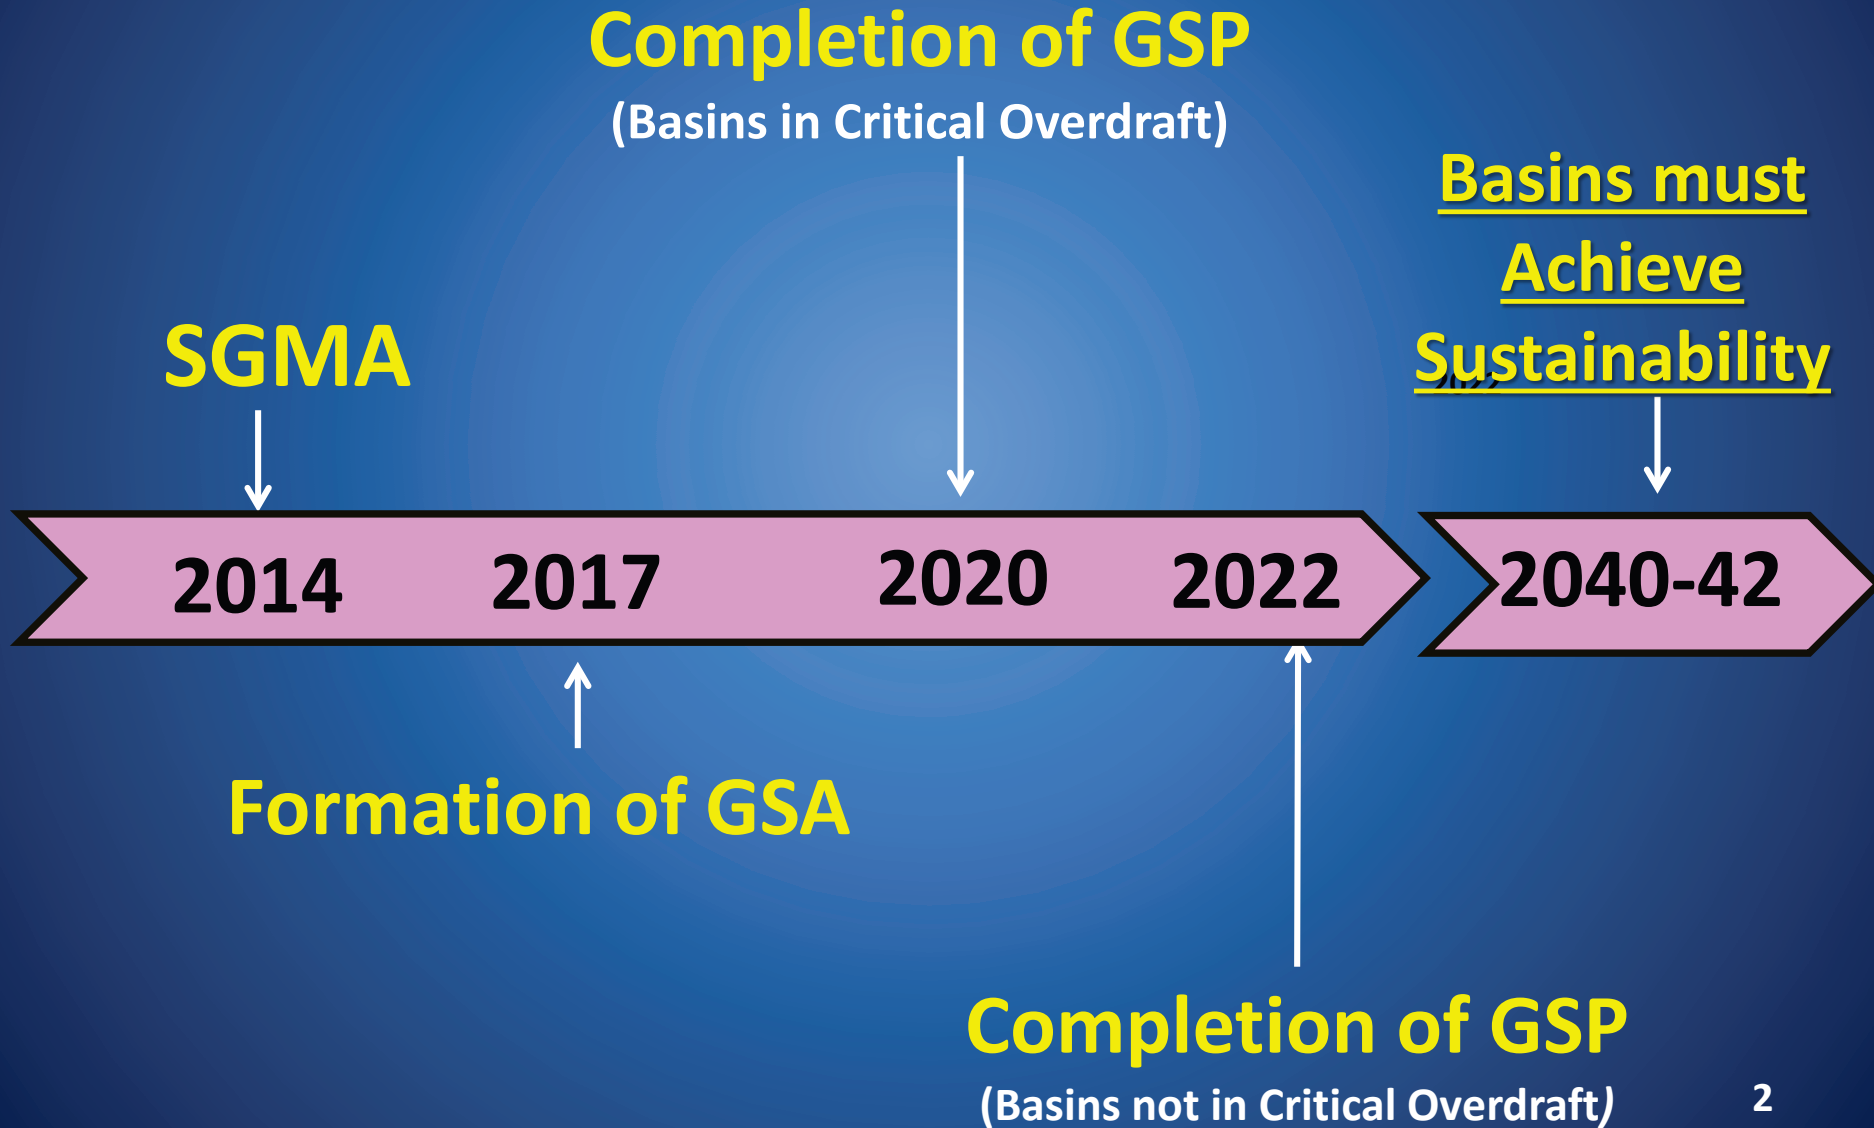 Completion of GSP
(Basins in Critical Overdraft)
Basins must
Achieve
Sustainability
2022
SGMA
2014
2017
2020
2022
2040-42
Formation of GSA
Completion of GSP
(Basins not in Critical Overdraft)
2